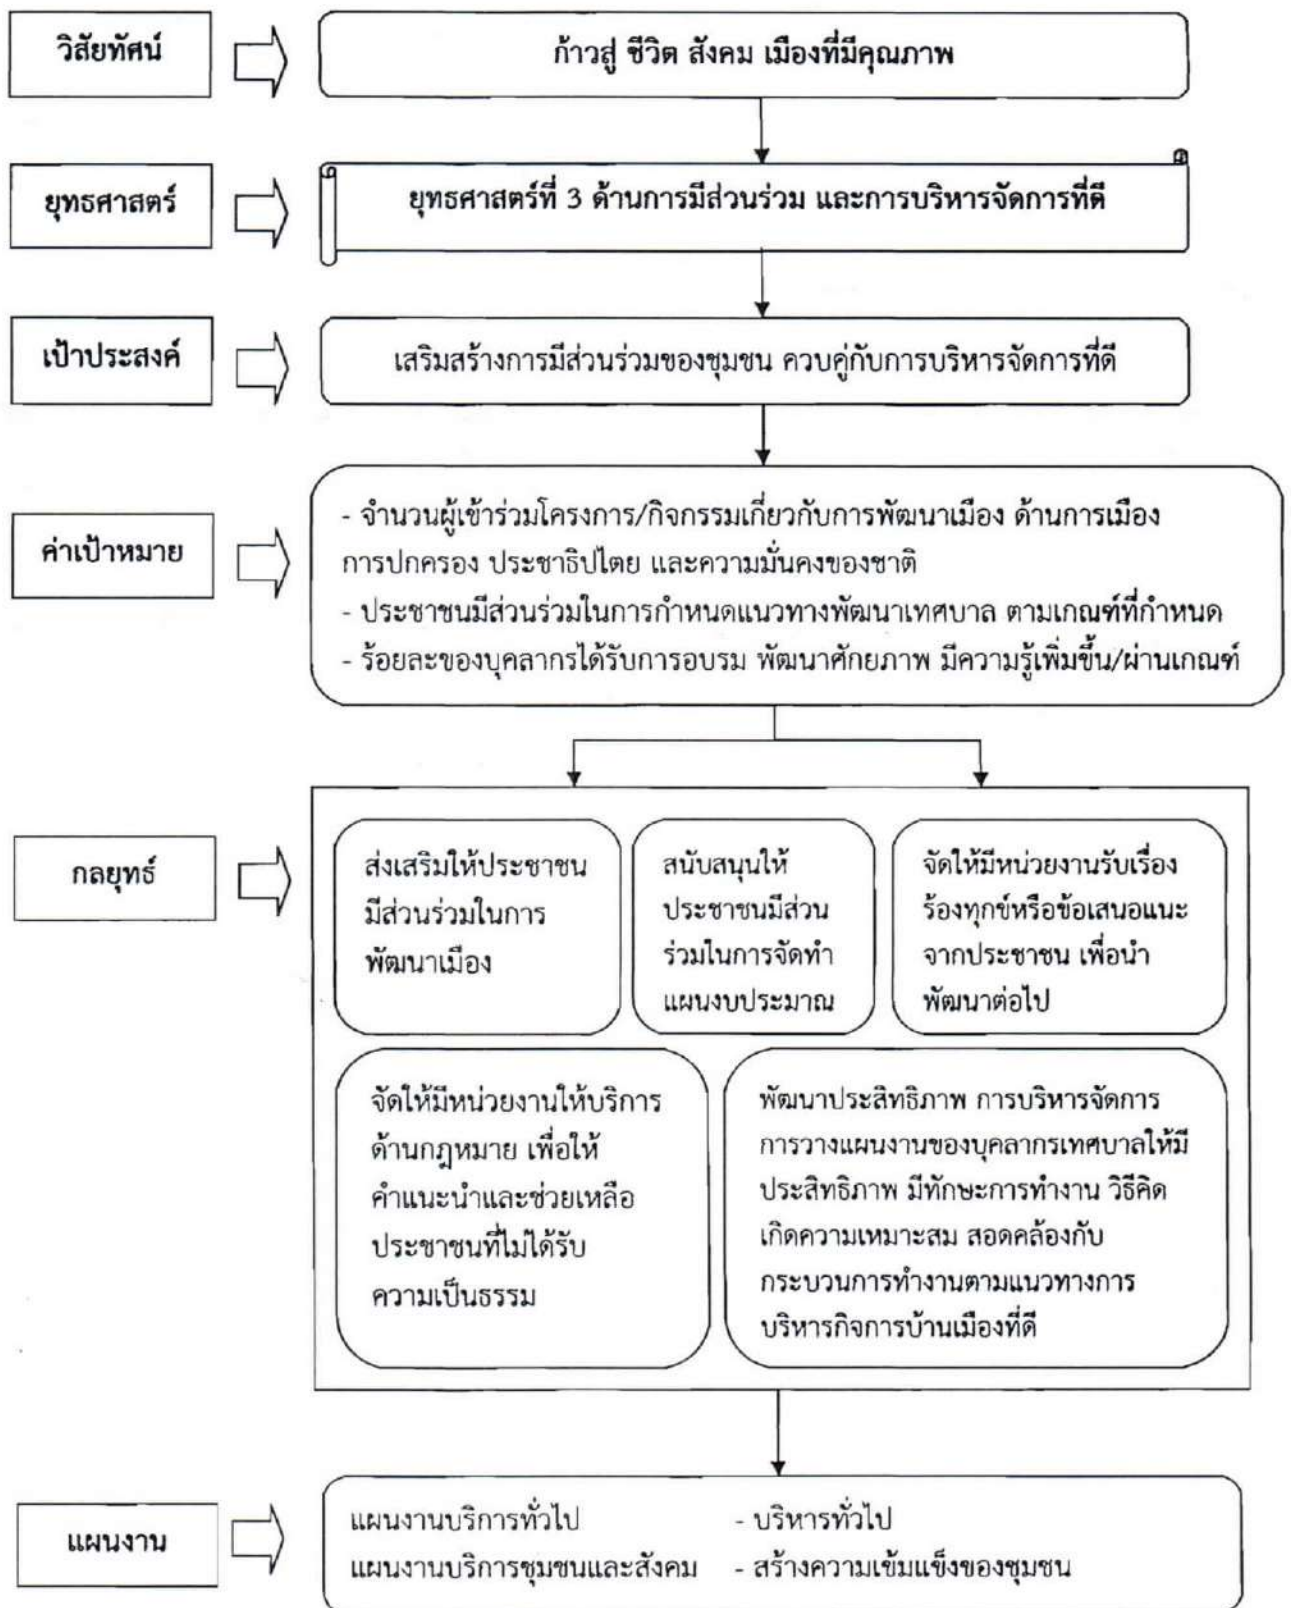 วิสัยทัศน์
ก้าวสู่ ชีวิต สังคม เมืองที่มีคุณภาพ
ยุทธศาสตร์
ยุทธศาสตร์ที่ 3 ด้านการมีส่วนร่วม และการบริหารจัดการที่ดี
เป้าประสงค์
เสริมสร้างการมีส่วนร่วมของชุมชน ควบคู่กับการบริหารจัดการที่ดี
ค่าเป้าหมาย
- จำนวนผู้เข้าร่วมโครงการ/กิจกรรมเกี่ยวกับการพัฒนาเมือง ด้านการเมือง
การปกครอง ประชาธิปไตย และความมั่นคงของชาติ
- ประชาชนมีส่วนร่วมในการกำหนดแนวทางพัฒนาเทศบาล ตามเกณฑ์ที่กำหนด
- ร้อยละของบุคลากรได้รับการอบรม พัฒนาศักยภาพ มีความรู้เพิ่มขึ้น/ผ่านเกณฑ์
กลยุทธ์
ส่งเสริมให้ประชาชน
มีส่วนร่วมในการ
พัฒนาเมือง
สนับสนุนให้
ประชาชนมีส่วน
ร่วมในการจัดทำ
แผนงบประมาณ
จัดให้มีหน่วยงานรับเรื่อง
ร้องทุกข์หรือข้อเสนอแนะ
จากประชาชน เพื่อนำ
พัฒนาต่อไป
จัดให้มีหน่วยงานให้บริการ
ด้านกฎหมาย เพื่อให้
คำแนะนำและช่วยเหลือ
ประชาชนที่ไม่ได้รับ
ความเป็นธรรม
พัฒนาประสิทธิภาพ การบริหารจัดการ
การวางแผนงานของบุคลากรเทศบาลให้มี
ประสิทธิภาพ มีทักษะการทำงาน วิธีคิด
เกิดความเหมาะสม สอดคล้องกับ
กระบวนการทำงานตามแนวทางการ
บริหารกิจการบ้านเมืองที่ดี
แผนงาน
แผนงานบริการทั่วไป - บริหารทั่วไป
แผนงานบริการชุมชนและสังคม - สร้างความเข้มแข็งของชุมชน